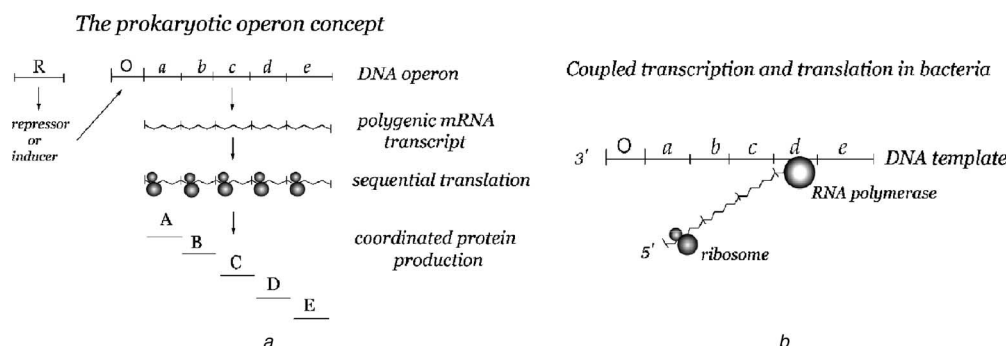 The prokaryotic operon concept
R
O a b c d e
DNA operon
repressor
or
inducer
polygenic mRNA
transcript
sequential translation
A
B
C
D
E
coordinated protein
production
a
Coupled transcription and translation in bacteria
3' O a b c d e
DNA template
RNA polymerase
5' ribosome
b